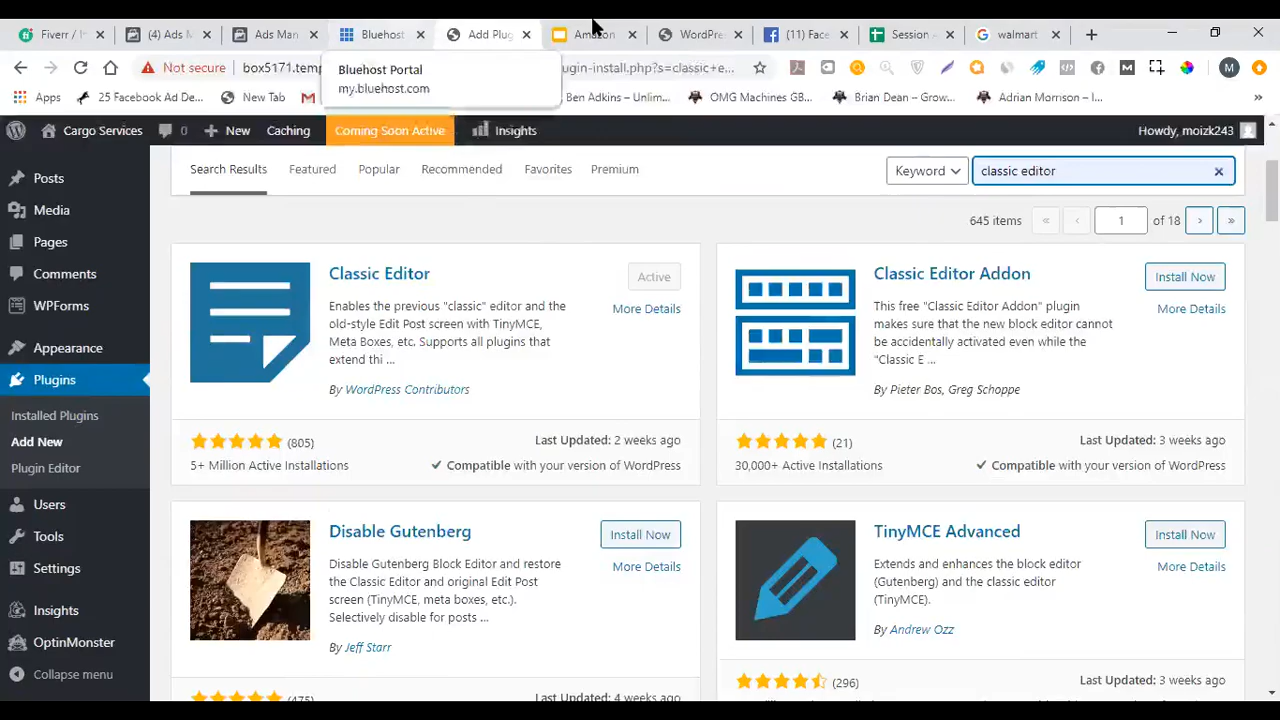 Fiverr / 
(4) Ads M
Ads Man
Bluehost
Add Plug
Amazon
WordPres
(11) Face
Session -
walmart
Bluehost Portal
my.bluehost.com
Not secure
box5171.temp
ugin-install.php?s=classic+e...
M
Apps
25 Facebook Ad De...
New Tab
Ben Adkins – Unlim...
OMG Machines GB...
Brian Dean – Grow...
Adrian Morrison – I...
»
Cargo Services
0
New
Caching
Coming Soon Active
Insights
Howdy, moizk243
Posts
Media
Pages
Comments
WPForms
Appearance
Plugins
Installed Plugins
Add New
Plugin Editor
Users
Tools
Settings
Insights
OptinMonster
Collapse menu
Search Results
Featured
Popular
Recommended
Favorites
Premium
Keyword
classic editor
645 items
«
‹
1
of 18
›
»
Classic Editor
Active
More Details
Enables the previous "classic" editor and the
old-style Edit Post screen with TinyMCE,
Meta Boxes, etc. Supports all plugins that
extend thi ...
By WordPress Contributors
(805)
5+ Million Active Installations
Last Updated: 2 weeks ago
Compatible with your version of WordPress
Classic Editor Addon
Install Now
More Details
This free "Classic Editor Addon" plugin
makes sure that the new block editor cannot
be accidentally activated even while the
"Classic E ...
By Pieter Bos, Greg Schoppe
(21)
30,000+ Active Installations
Last Updated: 3 weeks ago
Compatible with your version of WordPress
Disable Gutenberg
Install Now
More Details
Disable Gutenberg Block Editor and restore
the Classic Editor and original Edit Post
screen (TinyMCE, meta boxes, etc.).
Selectively disable for posts ...
By Jeff Starr
(475)
Last Updated: 4 weeks ago
TinyMCE Advanced
Install Now
More Details
Extends and enhances the block editor
(Gutenberg) and the classic editor
(TinyMCE).
By Andrew Ozz
(296)
Last Updated: 3 weeks ago